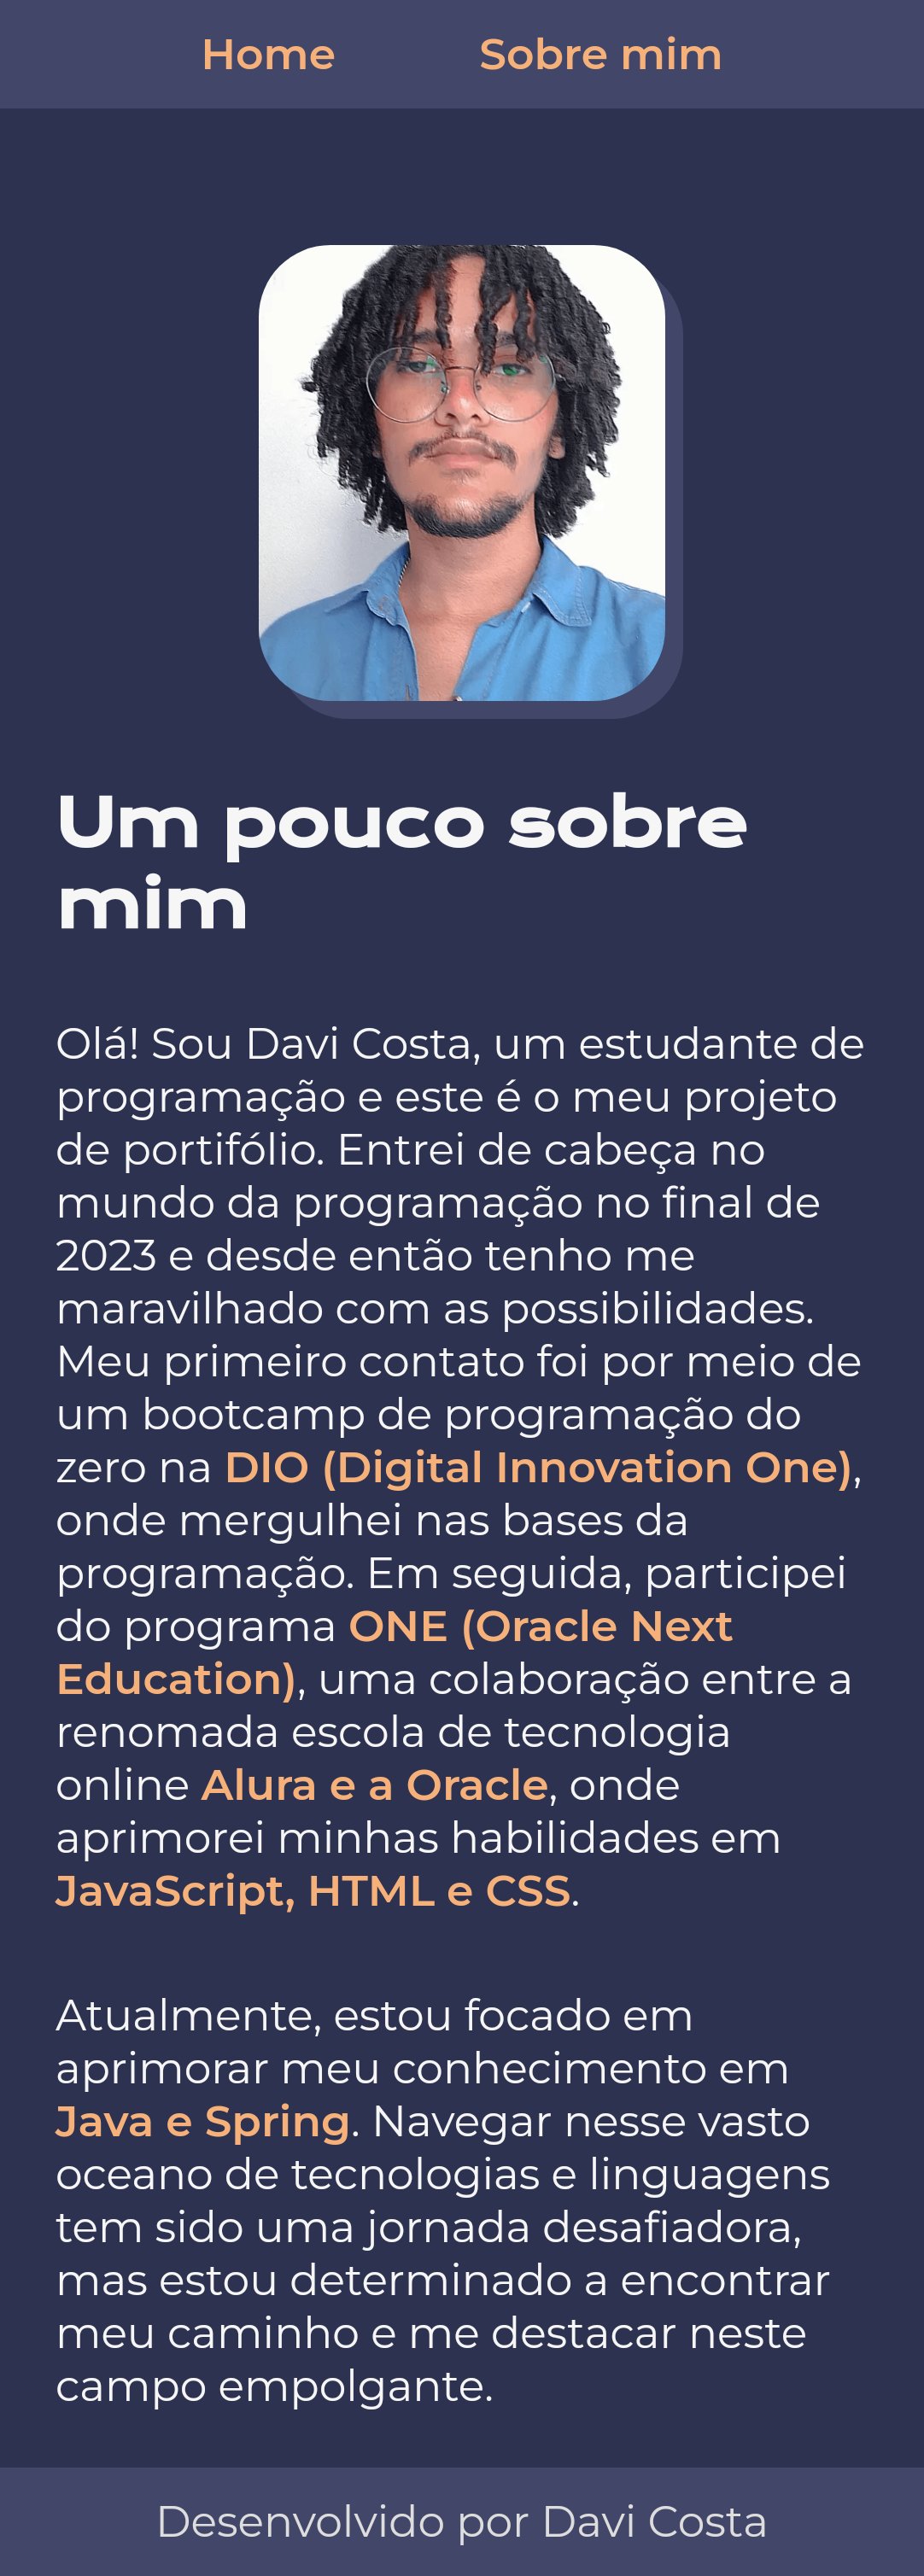 Home Sobre mim
Um pouco sobre
mim
Olá! Sou Davi Costa, um estudante de
programação e este é o meu projeto
de portifólio. Entrei de cabeça no
mundo da programação no final de
2023 e desde então tenho me
maravilhado com as possibilidades.
Meu primeiro contato foi por meio de
um bootcamp de programação do
zero na DIO (Digital Innovation One),
onde mergulhei nas bases da
programação. Em seguida, participei
do programa ONE (Oracle Next
Education), uma colaboração entre a
renomada escola de tecnologia
online Alura e a Oracle, onde
aprimorei minhas habilidades em
JavaScript, HTML e CSS.
Atualmente, estou focado em
aprimorar meu conhecimento em
Java e Spring. Navegar nesse vasto
oceano de tecnologias e linguagens
tem sido uma jornada desafiadora,
mas estou determinado a encontrar
meu caminho e me destacar neste
campo empolgante.
Desenvolvido por Davi Costa